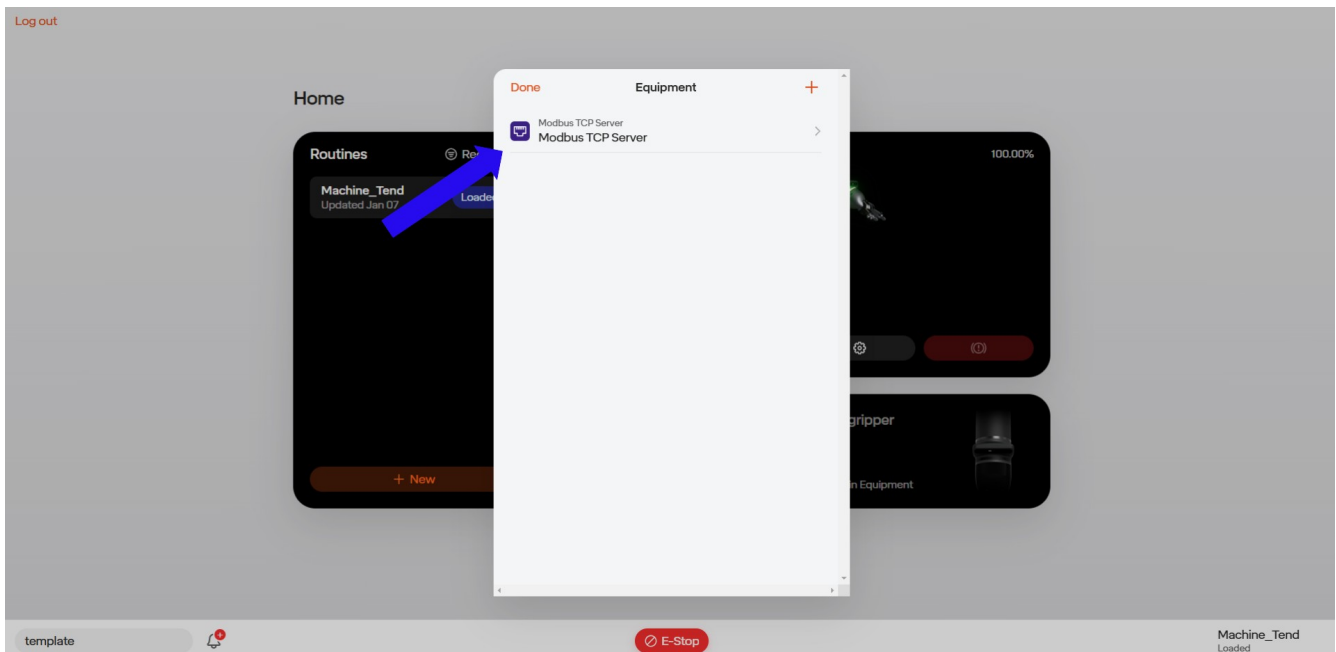 Log out
Home
Done
Equipment
Modbus TCP Server
Modbus TCP Server
Routines
Machine_Tend
Updated Jan 07
100.00%
gripper
in Equipment
+ New
template
E-Stop
Machine_Tend
Loaded